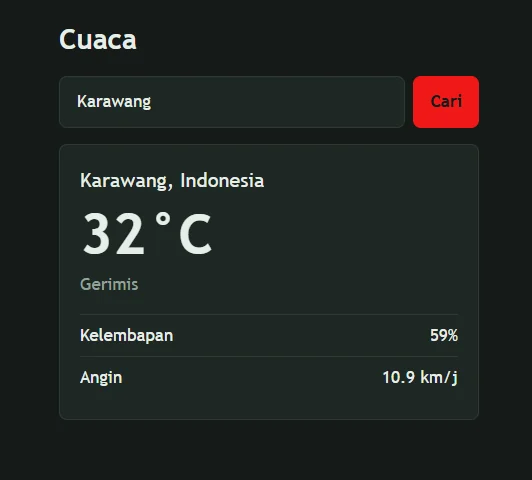 Cuaca
Karawang
Cari
Karawang, Indonesia
32°C
Gerimis
Kelembapan 59%
Angin 10.9 km/j